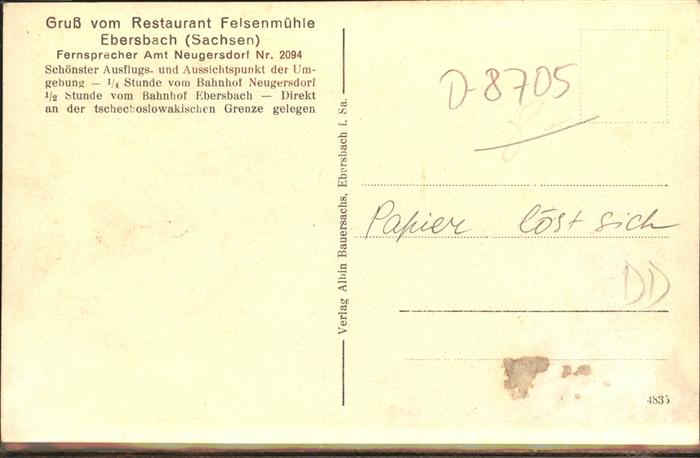 Gruß vom Restaurant Felsenmühle
Ebersbach (Sachsen)
Fernsprecher Amt Neugersdorf Nr. 2094
Schönster Ausflugs- und Aussichtspunkt der Um-
gebung — 1/4 Stunde vom Bahnhof Neugersdorf
1/2 Stunde vom Bahnhof Ebersbach — Direkt
an der tschechoslowakischen Grenze gelegen
Verlag Albin Bauersachs, Ebersbach i. Sa.
D-8705
Papier löst sich
DD
4835